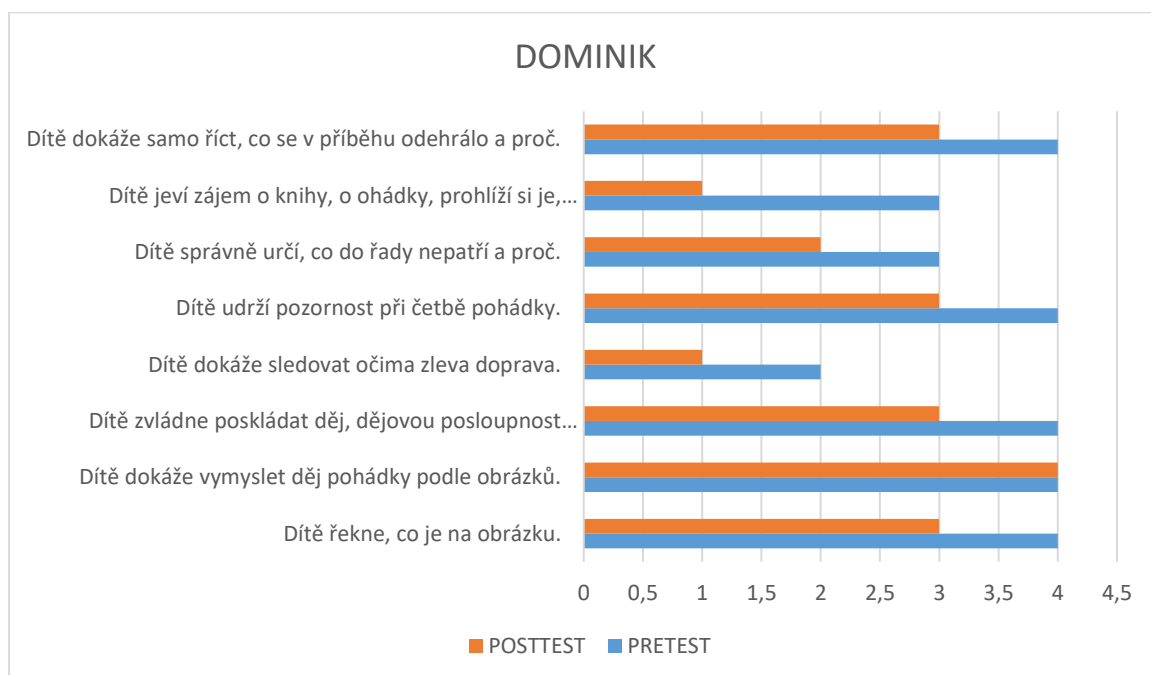 DOMINIK
Dítě dokáže samo říct, co se v příběhu odehrálo a proč.
Dítě jeví zájem o knihy, o ohádky, prohlíží si je,...
Dítě správně určí, co do řady nepatří a proč.
Dítě udrží pozornost při četbě pohádky.
Dítě dokáže sledovat očima zleva doprava.
Dítě zvládne poskládat děj, dějovou posloupnost...
Dítě dokáže vymyslet děj pohádky podle obrázků.
Dítě řekne, co je na obrázku.
0 0,5 1 1,5 2 2,5 3 3,5 4 4,5
POSTTEST PRETEST